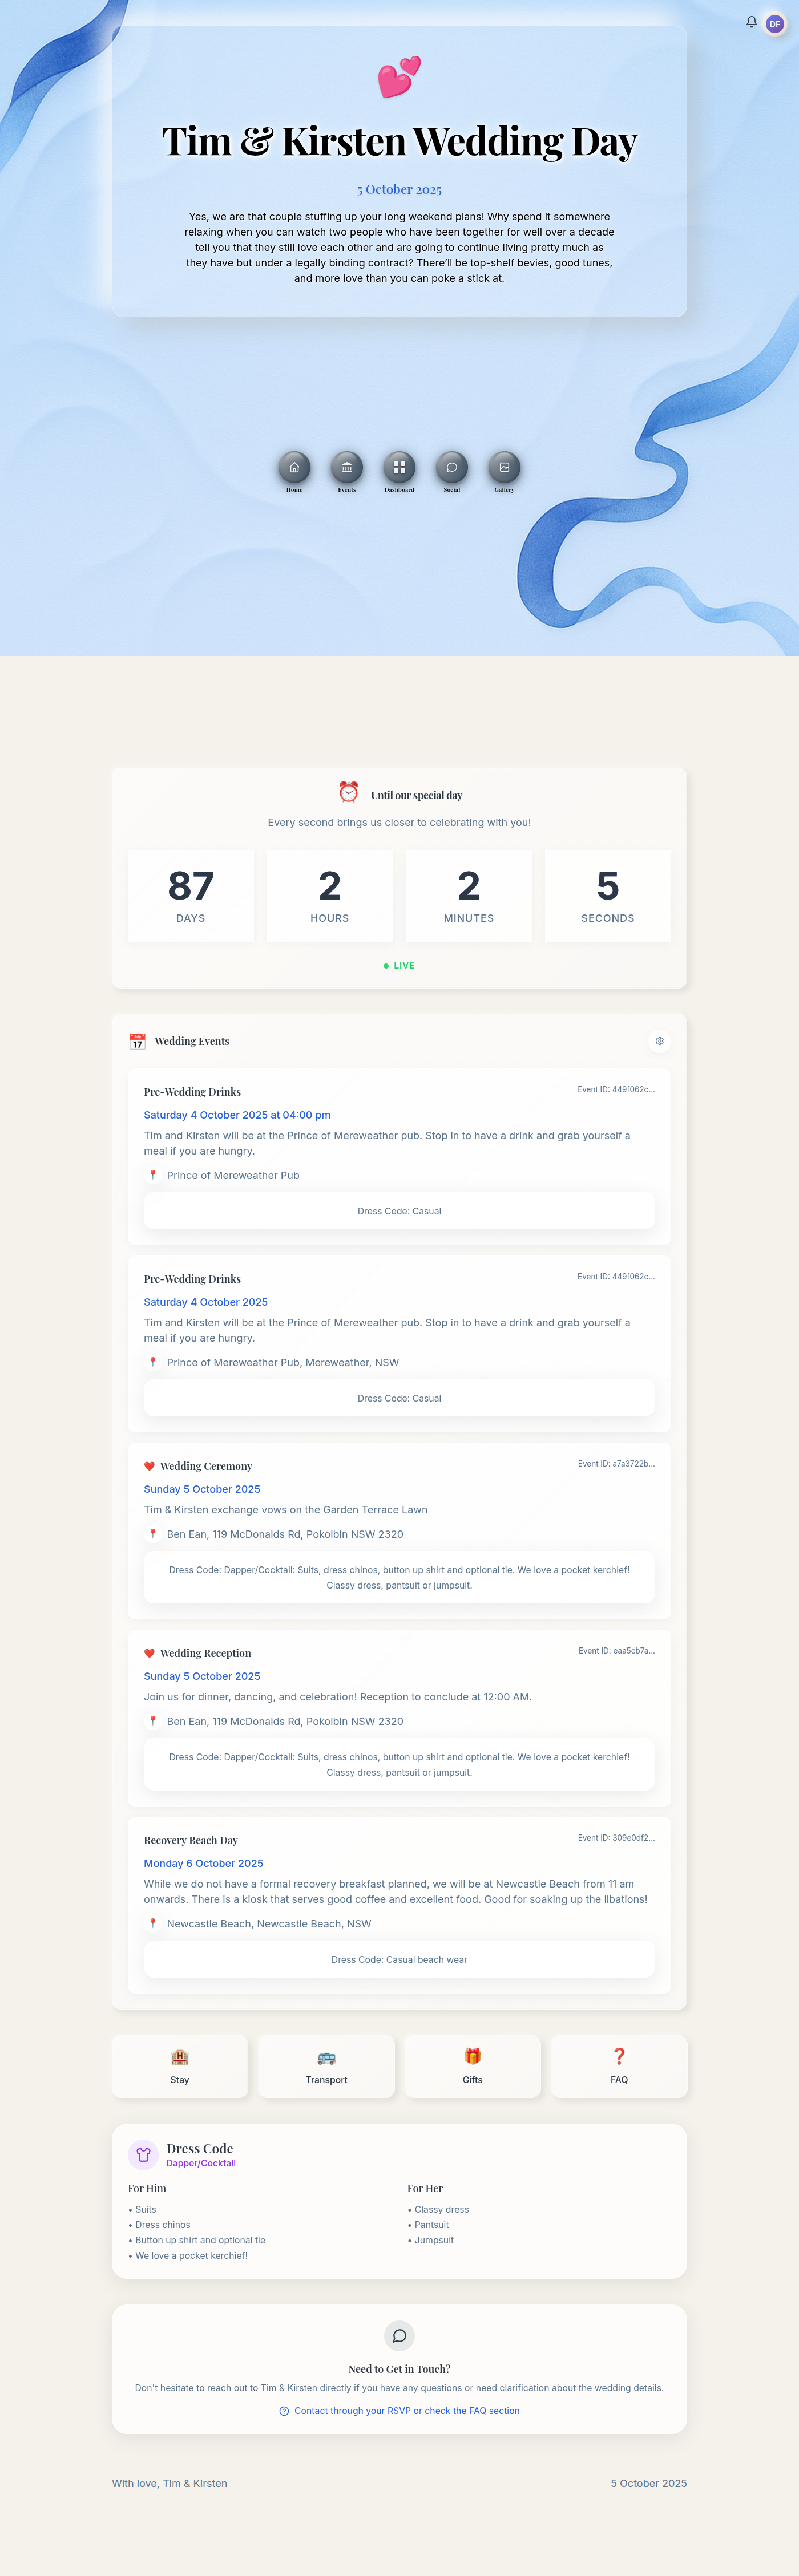 DF
Tim & Kirsten Wedding Day
5 October 2025
Yes, we are that couple stuffing up your long weekend plans! Why spend it somewhere
relaxing when you can watch two people who have been together for well over a decade
tell you that they still love each other and are going to continue living pretty much as
they have but under a legally binding contract? There'll be top-shelf bevies, good tunes,
and more love than you can poke a stick at.
Home
Events
Dashboard
Social
Gallery
Until our special day
Every second brings us closer to celebrating with you!
87
DAYS
2
HOURS
2
MINUTES
5
SECONDS
LIVE
Wedding Events
Pre-Wedding Drinks
Event ID: 449f062c...
Saturday 4 October 2025 at 04:00 pm
Tim and Kirsten will be at the Prince of Mereweather pub. Stop in to have a drink and grab yourself a
meal if you are hungry.
Prince of Mereweather Pub
Dress Code: Casual
Pre-Wedding Drinks
Event ID: 449f062c...
Saturday 4 October 2025
Tim and Kirsten will be at the Prince of Mereweather pub. Stop in to have a drink and grab yourself a
meal if you are hungry.
Prince of Mereweather Pub, Mereweather, NSW
Dress Code: Casual
Wedding Ceremony
Event ID: a7a3722b...
Sunday 5 October 2025
Tim & Kirsten exchange vows on the Garden Terrace Lawn
Ben Ean, 119 McDonalds Rd, Pokolbin NSW 2320
Dress Code: Dapper/Cocktail: Suits, dress chinos, button up shirt and optional tie. We love a pocket kerchief!
Classy dress, pantsuit or jumpsuit.
Wedding Reception
Event ID: eaa5cb7a...
Sunday 5 October 2025
Join us for dinner, dancing, and celebration! Reception to conclude at 12:00 AM.
Ben Ean, 119 McDonalds Rd, Pokolbin NSW 2320
Dress Code: Dapper/Cocktail: Suits, dress chinos, button up shirt and optional tie. We love a pocket kerchief!
Classy dress, pantsuit or jumpsuit.
Recovery Beach Day
Event ID: 309e0df2...
Monday 6 October 2025
While we do not have a formal recovery breakfast planned, we will be at Newcastle Beach from 11 am
onwards. There is a kiosk that serves good coffee and excellent food. Good for soaking up the libations!
Newcastle Beach, Newcastle Beach, NSW
Dress Code: Casual beach wear
Stay
Transport
Gifts
FAQ
Dress Code
Dapper/Cocktail
For Him
• Suits
• Dress chinos
• Button up shirt and optional tie
• We love a pocket kerchief!
For Her
• Classy dress
• Pantsuit
• Jumpsuit
Need to Get in Touch?
Don't hesitate to reach out to Tim & Kirsten directly if you have any questions or need clarification about the wedding details.
Contact through your RSVP or check the FAQ section
With love, Tim & Kirsten
5 October 2025